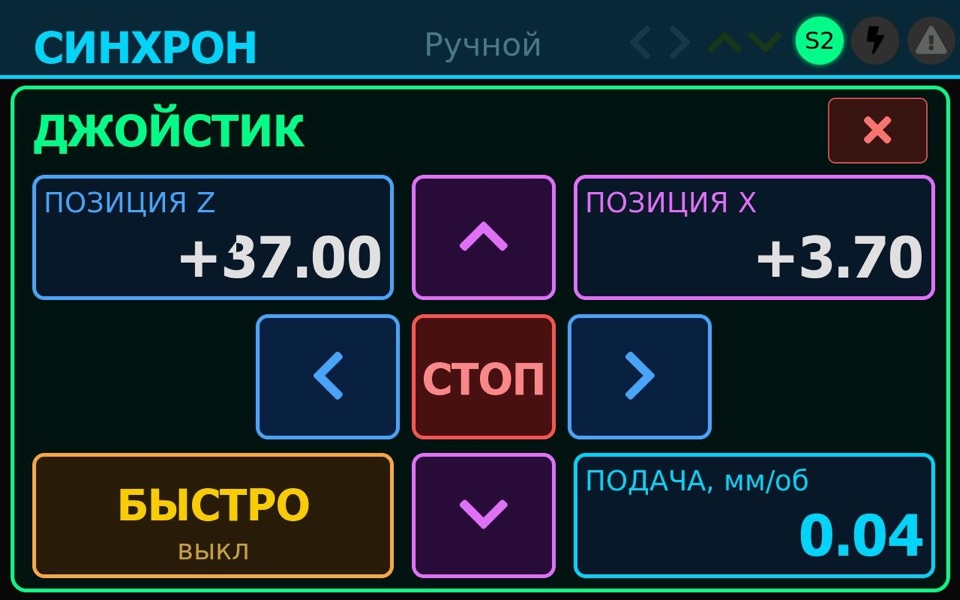 СИНХРОН
Ручной
S2
ДЖОЙСТИК
ПОЗИЦИЯ Z
+37.00
ПОЗИЦИЯ X
+3.70
СТОП
БЫСТРО
ВЫКЛ
ПОДАЧА, мм/об
0.04